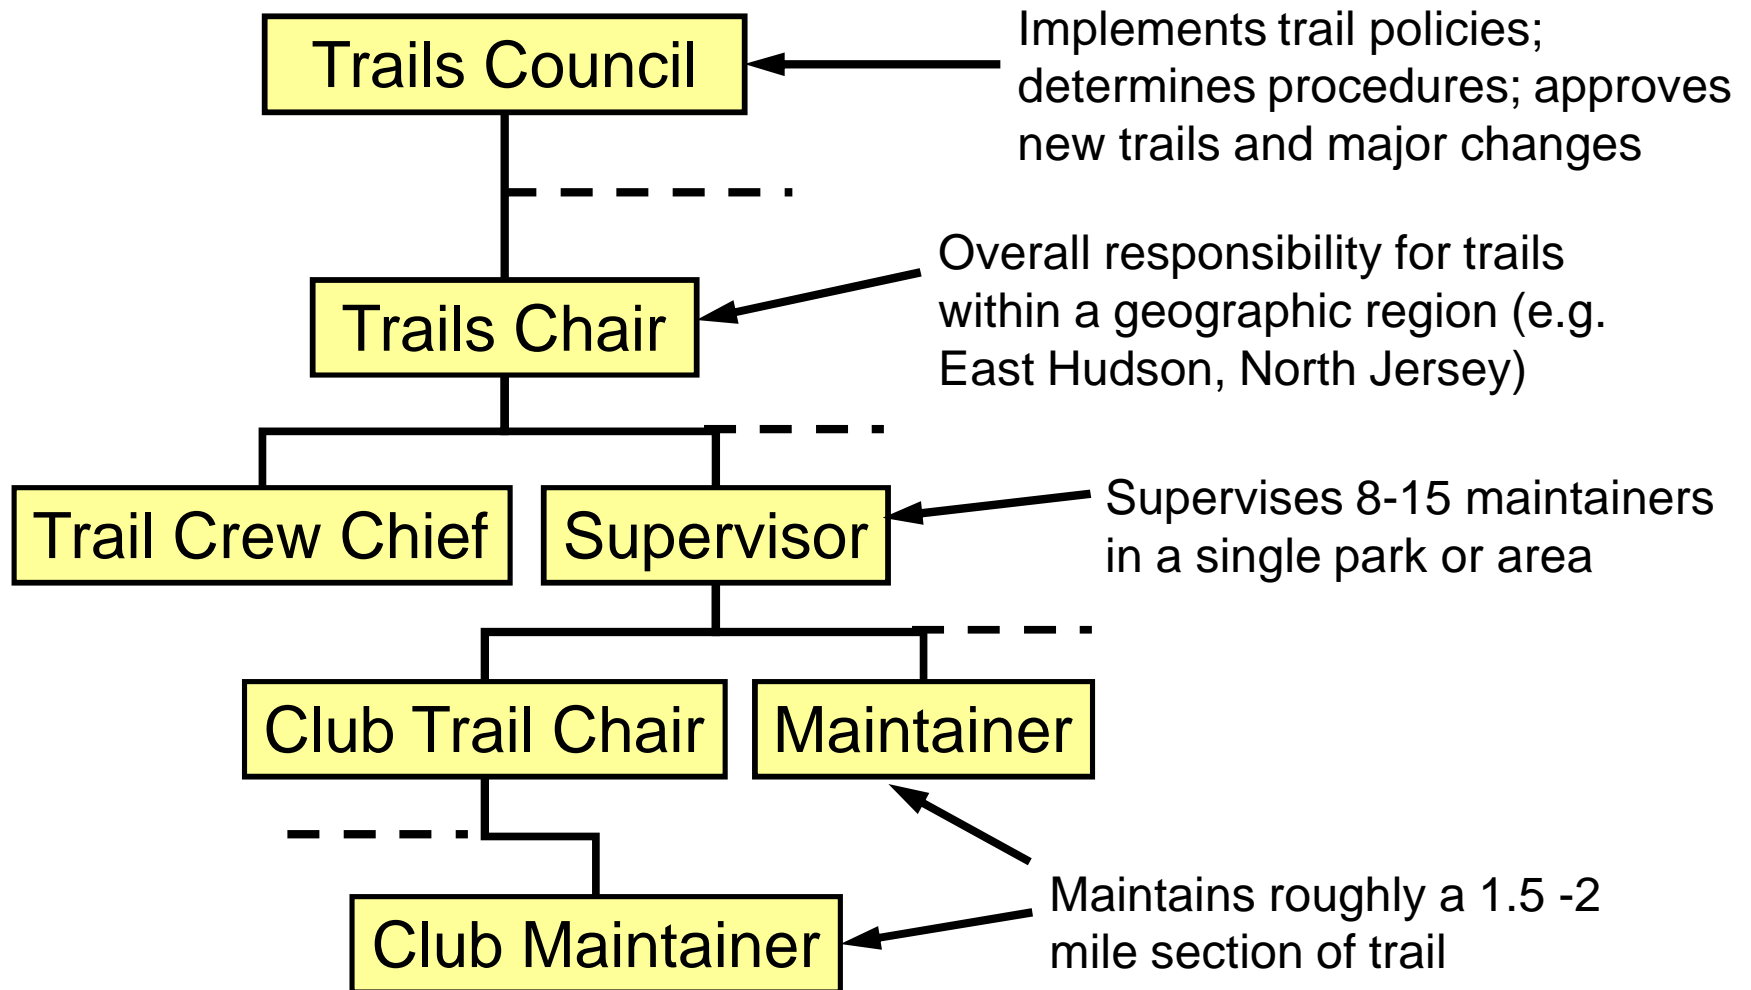 Trails Council
Implements trail policies;
determines procedures; approves
new trails and major changes
Trails Chair
Overall responsibility for trails
within a geographic region (e.g.
East Hudson, North Jersey)
Trail Crew Chief
Supervisor
Supervises 8-15 maintainers
in a single park or area
Club Trail Chair
Maintainer
Club Maintainer
Maintains roughly a 1.5 -2
mile section of trail